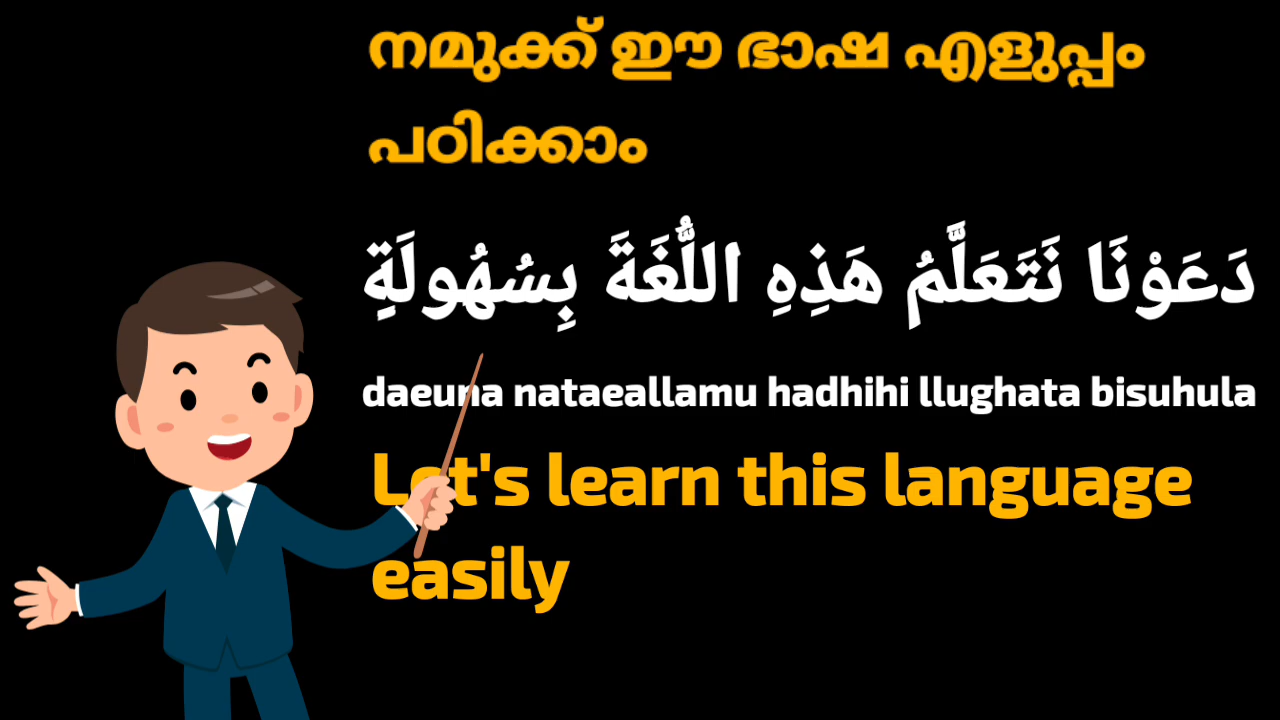 നമുക്ക് ഈ ഭാഷ എളുപ്പം
പഠിക്കാം
دَعَوْنَا نَتَعَلَّمُ هَذِهِ اللُّغَةَ بِسُهُولَةِ
daeuna nataeallamu hadhihi llughata bisuhula
Let's learn this language
easily